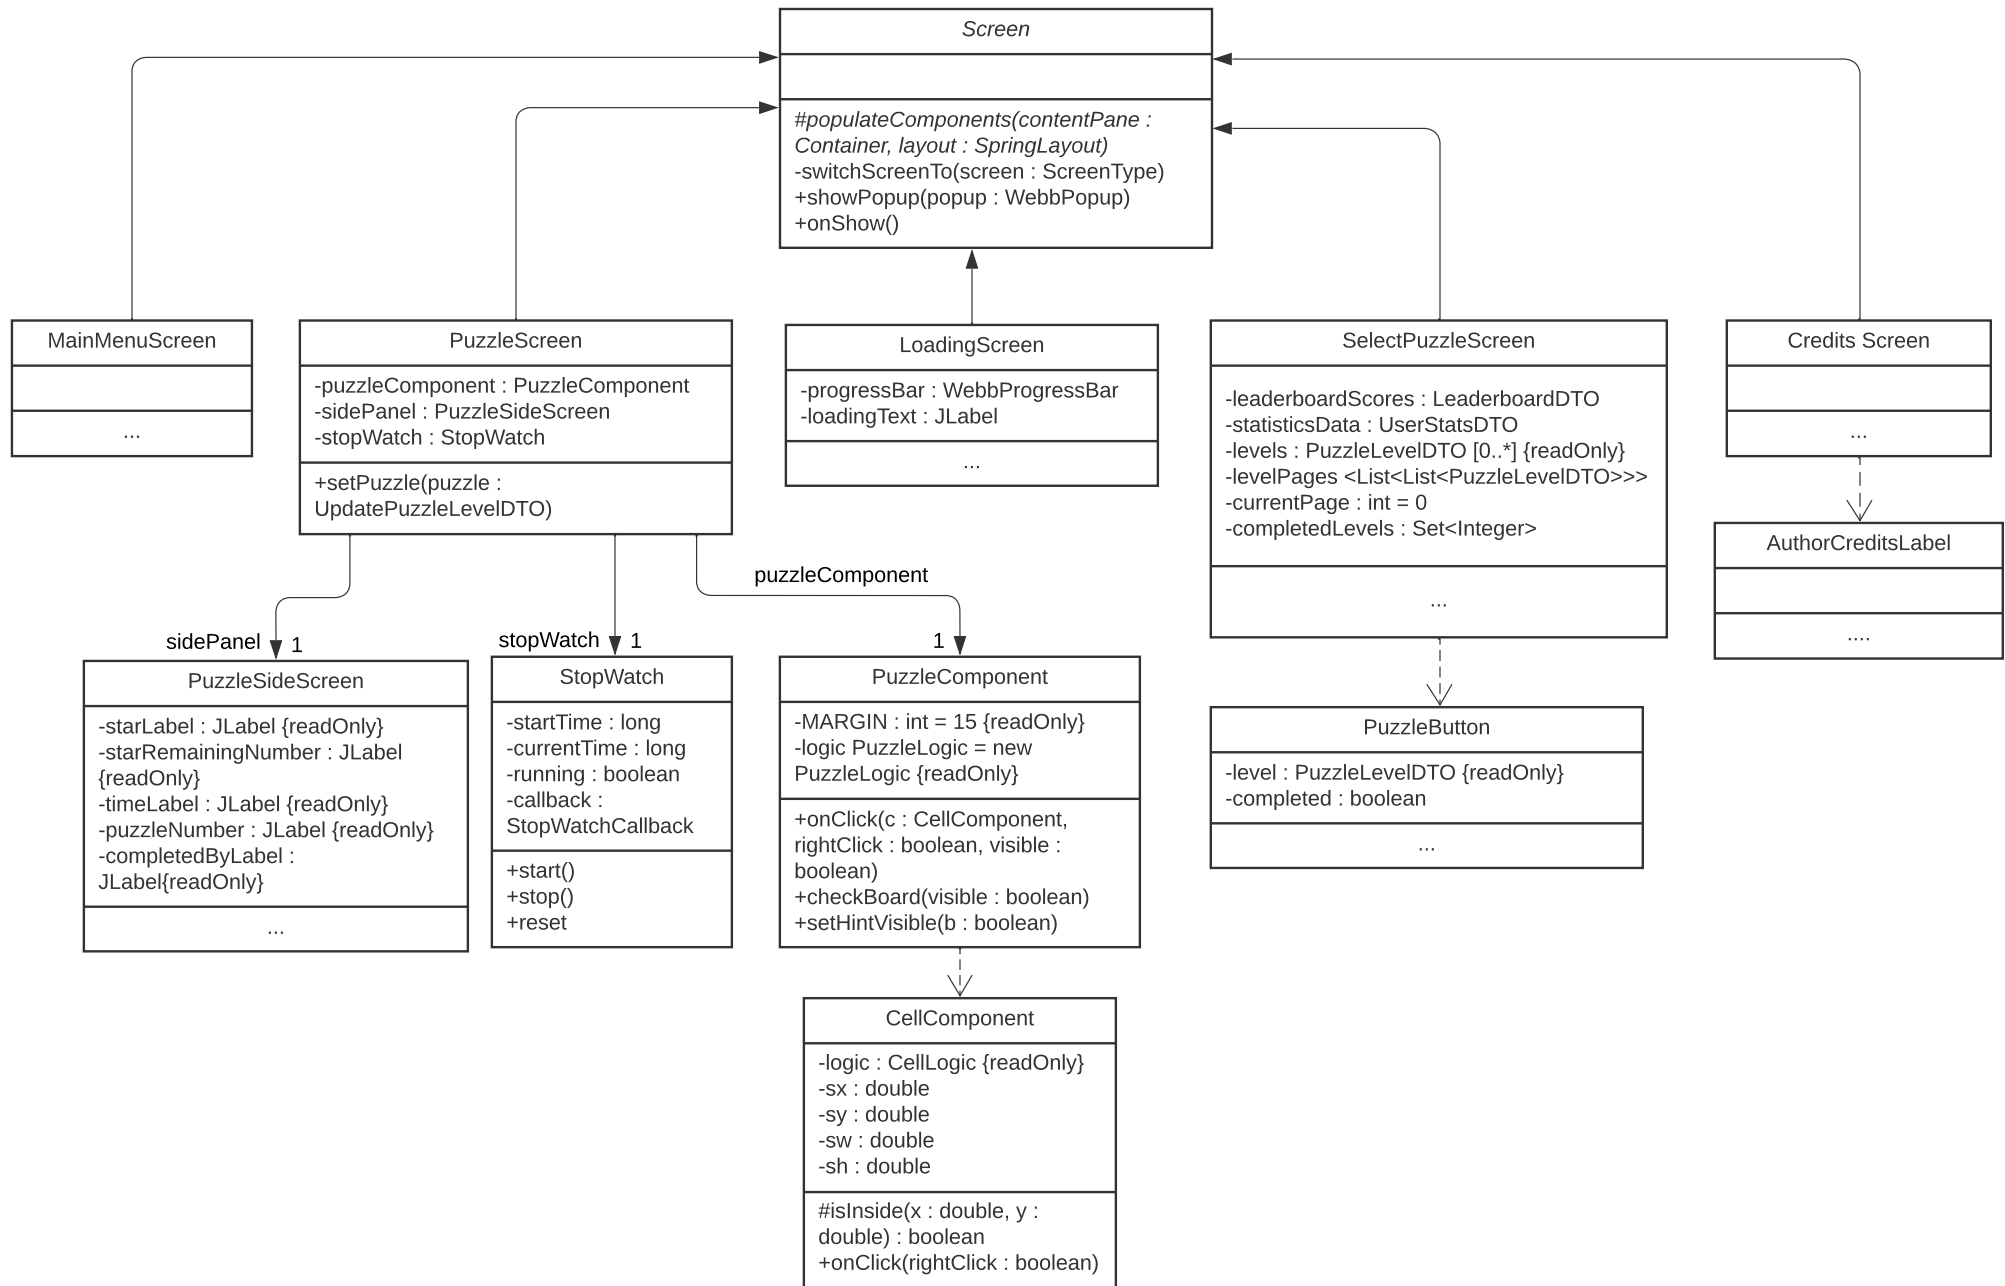 Screen
#populateComponents(contentPane :
Container, layout : SpringLayout)
-switchScreenTo(screen : ScreenType)
+showPopup(popup : WebbPopup)
+onShow()
MainMenuScreen
...
PuzzleScreen
-puzzleComponent : PuzzleComponent
-sidePanel : PuzzleSideScreen
-stopWatch : StopWatch
+setPuzzle(puzzle :
UpdatePuzzleLevelDTO)
LoadingScreen
-progressBar : WebbProgressBar
-loadingText : JLabel
...
SelectPuzzleScreen
-leaderboardScores : LeaderboardDTO
-statisticsData : UserStatsDTO
-levels : PuzzleLevelDTO [0..*] {readOnly}
-levelPages <List<List<PuzzleLevelDTO>>>
-currentPage : int = 0
-completedLevels : Set<Integer>
...
Credits Screen
...
AuthorCreditsLabel
....
sidePanel 1
stopWatch 1
puzzleComponent
1
PuzzleSideScreen
-starLabel : JLabel {readOnly}
-starRemainingNumber : JLabel
{readOnly}
-timeLabel : JLabel {readOnly}
-puzzleNumber : JLabel {readOnly}
-completedByLabel :
JLabel{readOnly}
...
StopWatch
-startTime : long
-currentTime : long
-running : boolean
-callback :
StopWatchCallback
+start()
+stop()
+reset
PuzzleComponent
-MARGIN : int = 15 {readOnly}
-logic PuzzleLogic = new
PuzzleLogic {readOnly}
+onClick(c : CellComponent,
rightClick : boolean, visible :
boolean)
+checkBoard(visible : boolean)
+setHintVisible(b : boolean)
PuzzleButton
-level : PuzzleLevelDTO {readOnly}
-completed : boolean
...
CellComponent
-logic : CellLogic {readOnly}
-sx : double
-sy : double
-sw : double
-sh : double
#isInside(x : double, y :
double) : boolean
+onClick(rightClick : boolean)